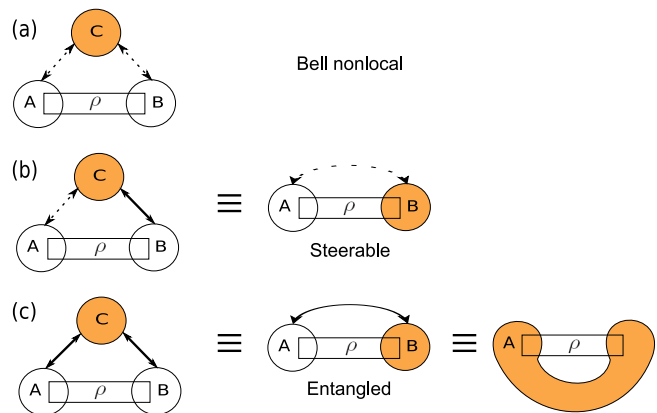 (a)
C
A ρ B
Bell nonlocal
(b)
C
A ρ B
≡
A ρ B
Steerable
(c)
C
A ρ B
≡
A ρ B
Entangled
≡
A ρ